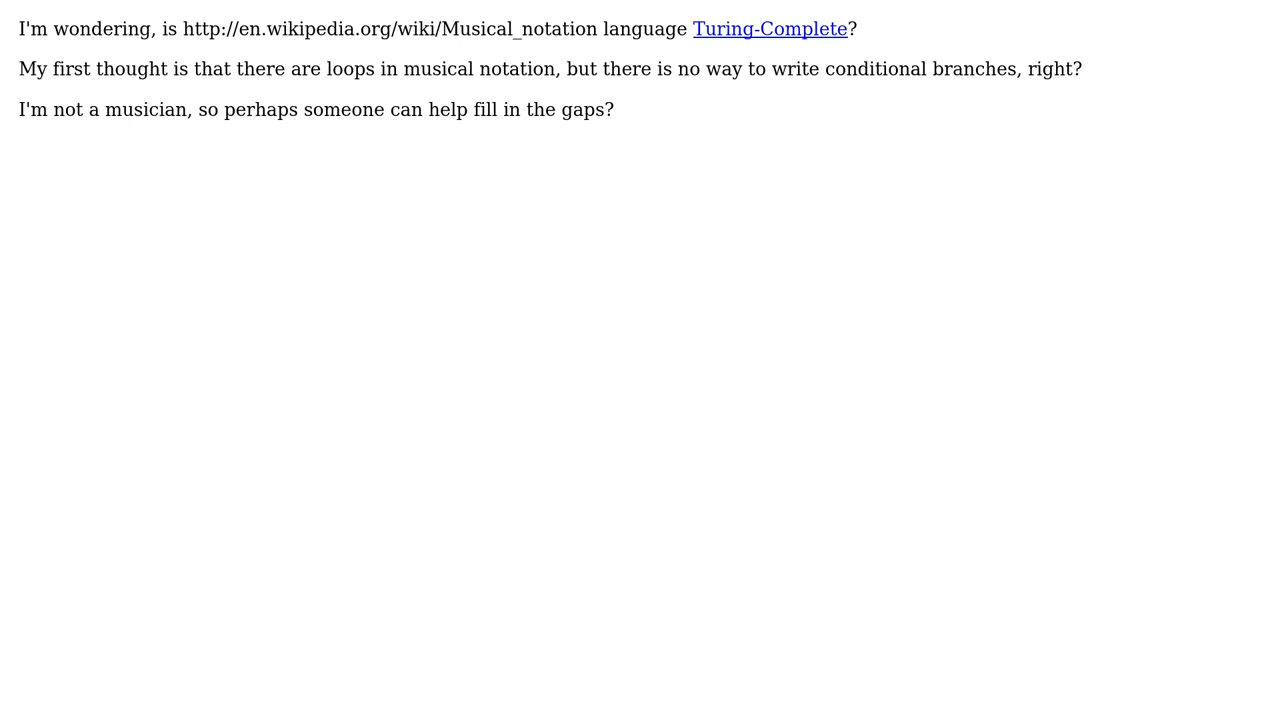 I'm wondering, is http://en.wikipedia.org/wiki/Musical_notation language Turing-Complete?
My first thought is that there are loops in musical notation, but there is no way to write conditional branches, right?
I'm not a musician, so perhaps someone can help fill in the gaps?